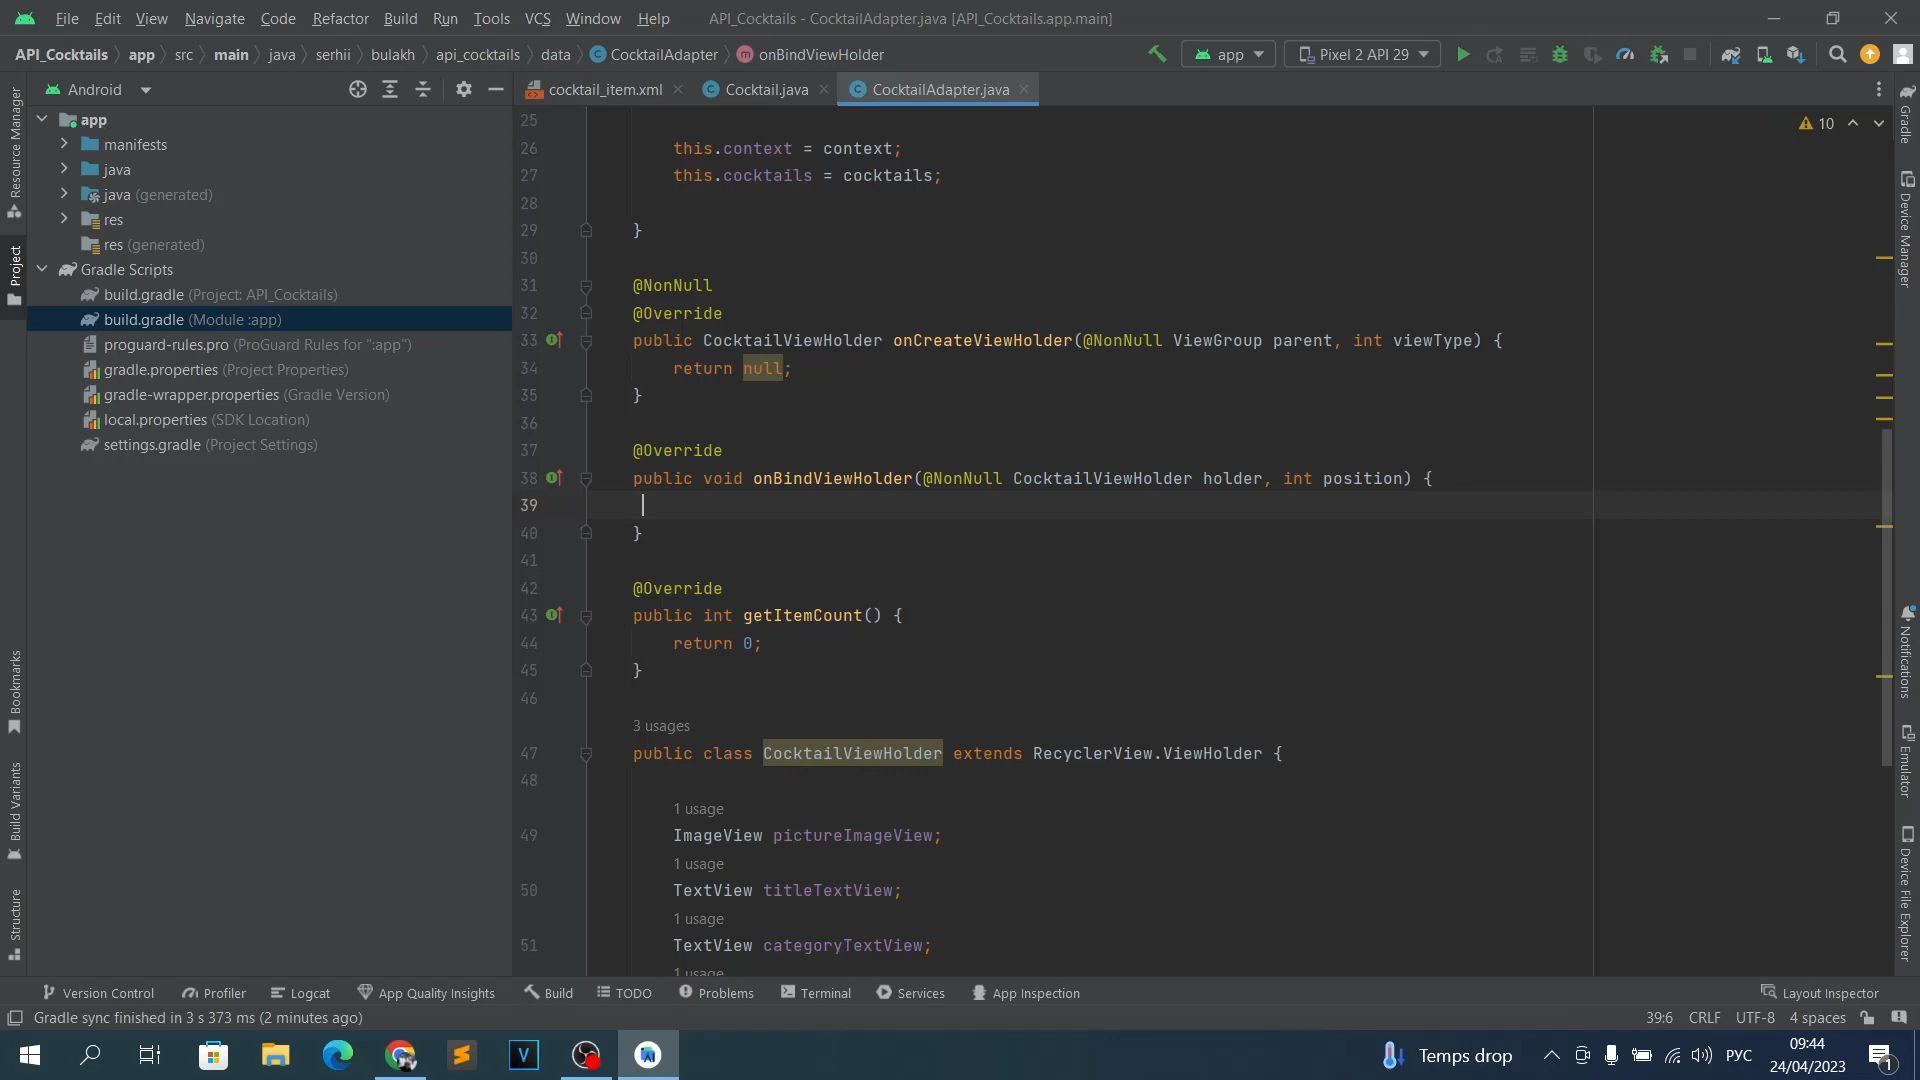 File Edit View Navigate Code Refactor Build Run Tools VCS Window Help API_Cocktails - CocktailAdapter.java [API_Cocktails.app.main]
API_Cocktails app src main java serhii bulakh api_cocktails data CocktailAdapter onBindViewHolder app Pixel 2 API 29
Android
cocktail_item.xml Cocktail.java CocktailAdapter.java
app
manifests
java
java (generated)
res
res (generated)
Gradle Scripts
build.gradle (Project: API_Cocktails)
build.gradle (Module :app)
proguard-rules.pro (ProGuard Rules for ":app")
gradle.properties (Project Properties)
gradle-wrapper.properties (Gradle Version)
local.properties (SDK Location)
settings.gradle (Project Settings)
Resource Manager
Project
Bookmarks
Build Variants
Structure
10
25
26 this.context = context;
27 this.cocktails = cocktails;
28
29 }
30
31 @NonNull
32 @Override
33 public CocktailViewHolder onCreateViewHolder(@NonNull ViewGroup parent, int viewType) {
34 return null;
35 }
36
37 @Override
38 public void onBindViewHolder(@NonNull CocktailViewHolder holder, int position) {
39
40 }
41
42 @Override
43 public int getItemCount() {
44 return 0;
45 }
46
3 usages
47 public class CocktailViewHolder extends RecyclerView.ViewHolder {
48
1 usage
49 ImageView pictureImageView;
1 usage
50 TextView titleTextView;
1 usage
51 TextView categoryTextView;
1 usage
Gradle
Device Manager
Notifications
Emulator
Device File Explorer
Version Control Profiler Logcat App Quality Insights Build TODO Problems Terminal Services App Inspection Layout Inspector
Gradle sync finished in 3 s 373 ms (2 minutes ago) 39:6 CRLF UTF-8 4 spaces
Temps drop РУС 09:44
24/04/2023
1